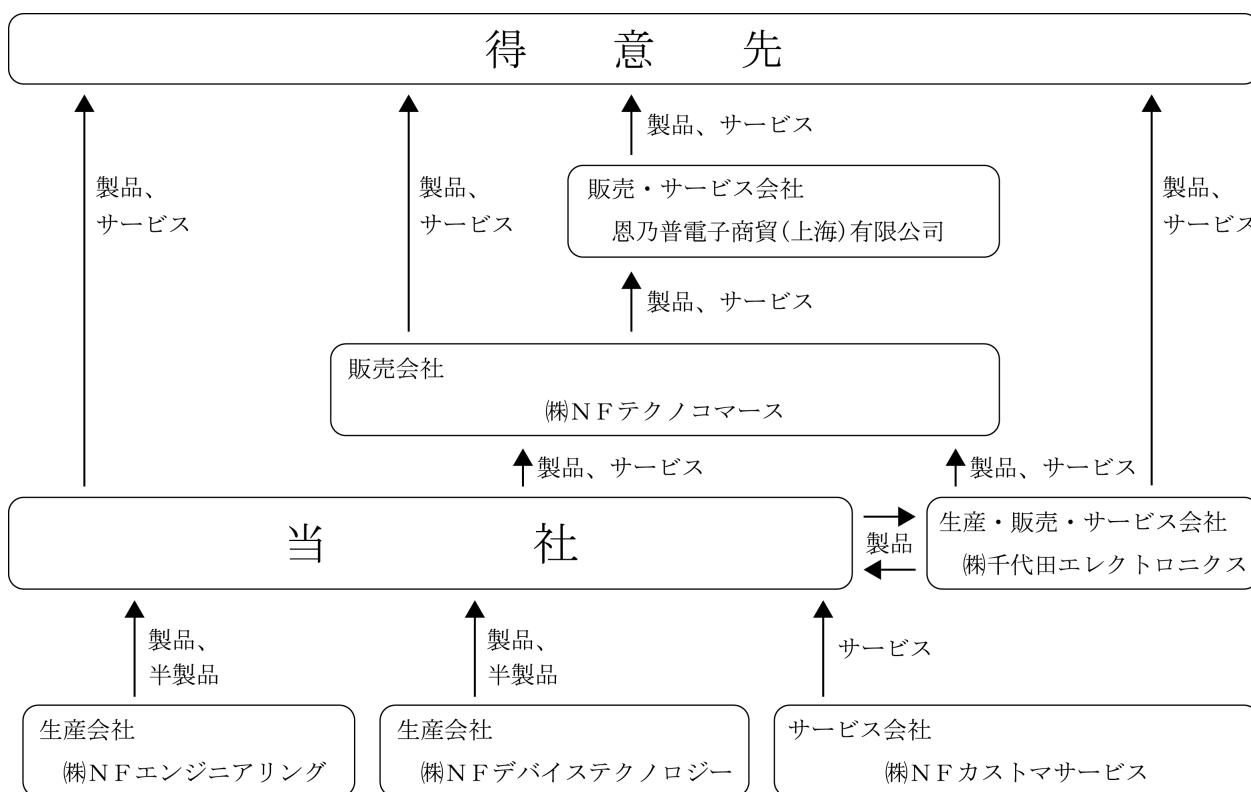 得意先
製品、サービス
販売・サービス会社
恩乃普電子商貿(上海)有限公司
製品、
サービス
製品、
サービス
製品、
サービス
製品、サービス
販売会社
㈱ＮＦテクノコマース
製品、サービス
製品、サービス
当社
製品
生産・販売・サービス会社
㈱千代田エレクトロニクス
製品、
半製品
製品、
半製品
サービス
生産会社
㈱ＮＦエンジニアリング
生産会社
㈱ＮＦデバイステクノロジー
サービス会社
㈱ＮＦカストマサービス